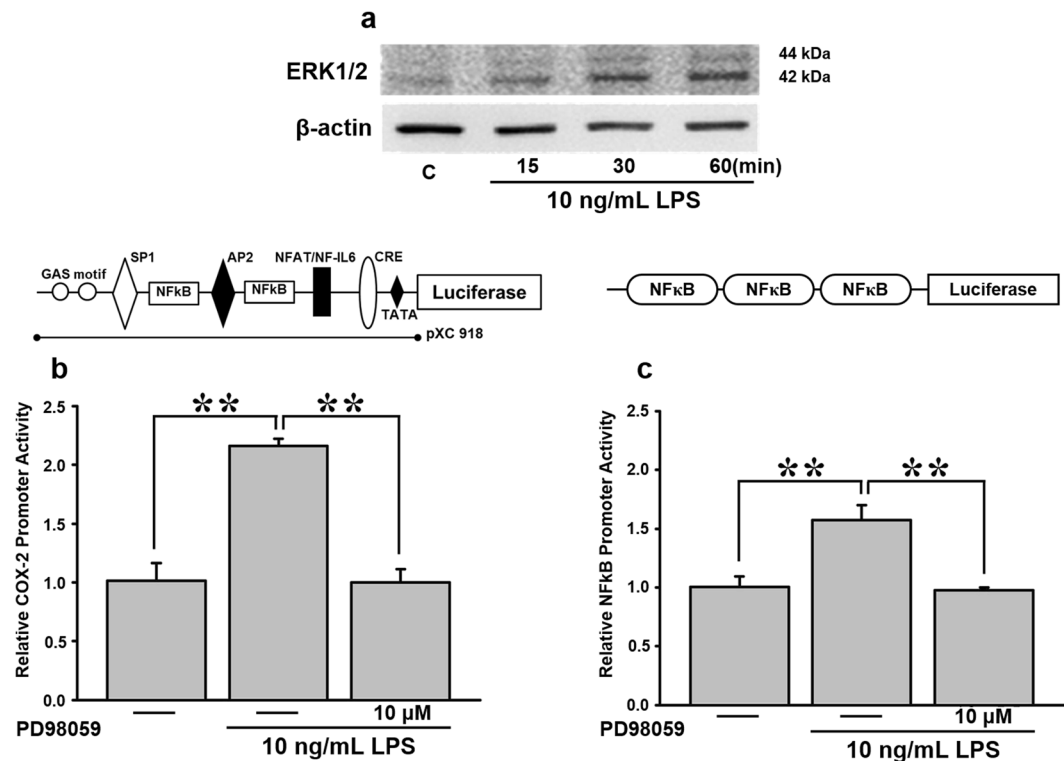 a
ERK1/2
44 kDa
42 kDa
β-actin
C
15
30
60(min)
10 ng/mL LPS
GAS motif
SP1
NFkB
AP2
NFkB
NFAT/NF-IL6
CRE
TATA
Luciferase
pXC 918
NFκB
NFκB
NFκB
Luciferase
b
Relative COX-2 Promoter Activity
2.5
2.0
1.5
1.0
0.5
0.0
**
**
PD98059
—
—
10 μM
10 ng/mL LPS
c
Relative NFkB Promoter Activity
2.5
2.0
1.5
1.0
0.5
0.0
**
**
PD98059
—
—
10 μM
10 ng/mL LPS